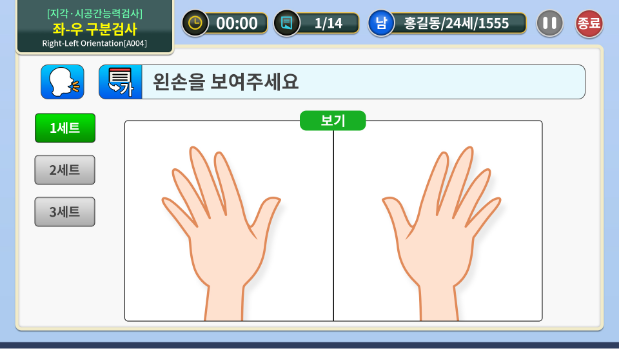 [지각·시공간능력검사]
좌-우 구분검사
Right-Left Orientation[A004]
00:00
1/14
남
홍길동/24세/1555
종료
가
왼손을 보여주세요
1세트
2세트
3세트
보기